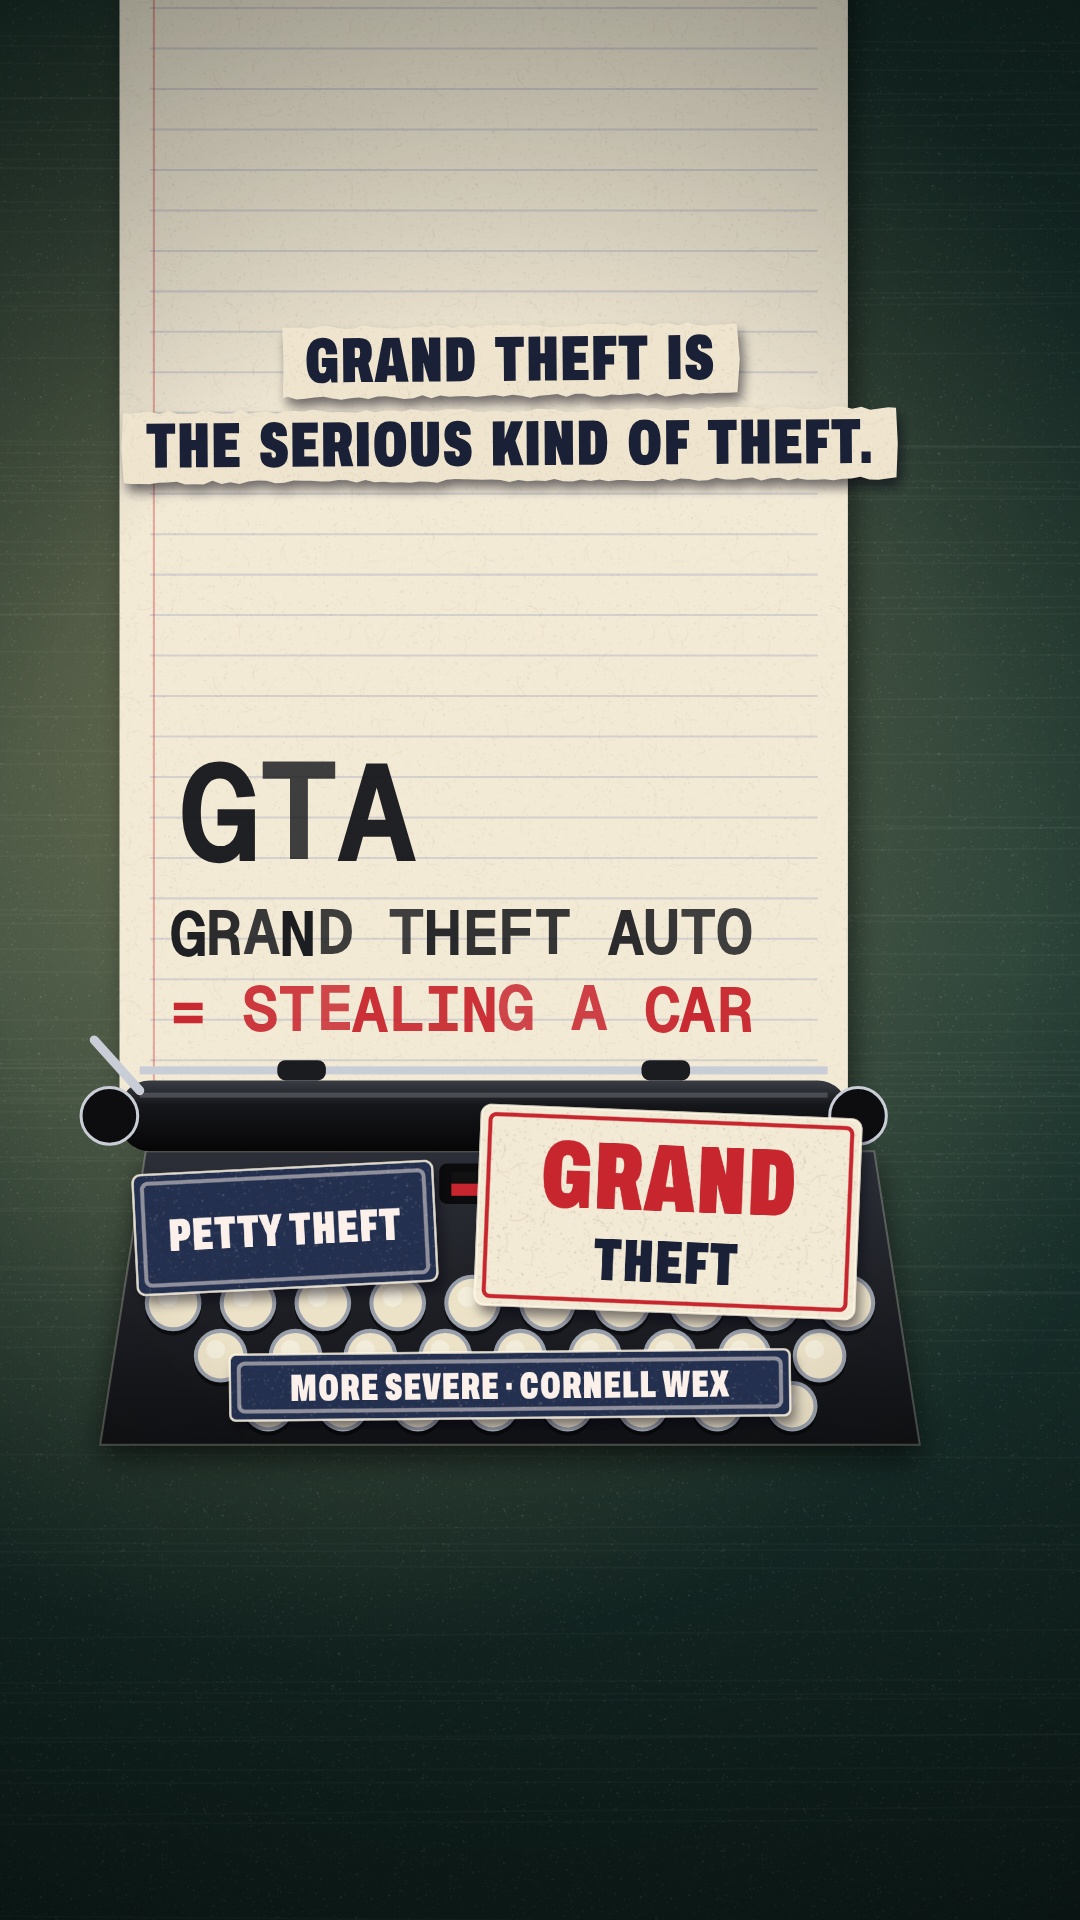 GRAND THEFT IS
THE SERIOUS KIND OF THEFT.
GTA
GRAND THEFT AUTO
= STEALING A CAR
PETTY THEFT
GRAND
THEFT
MORE SEVERE · CORNELL WEX